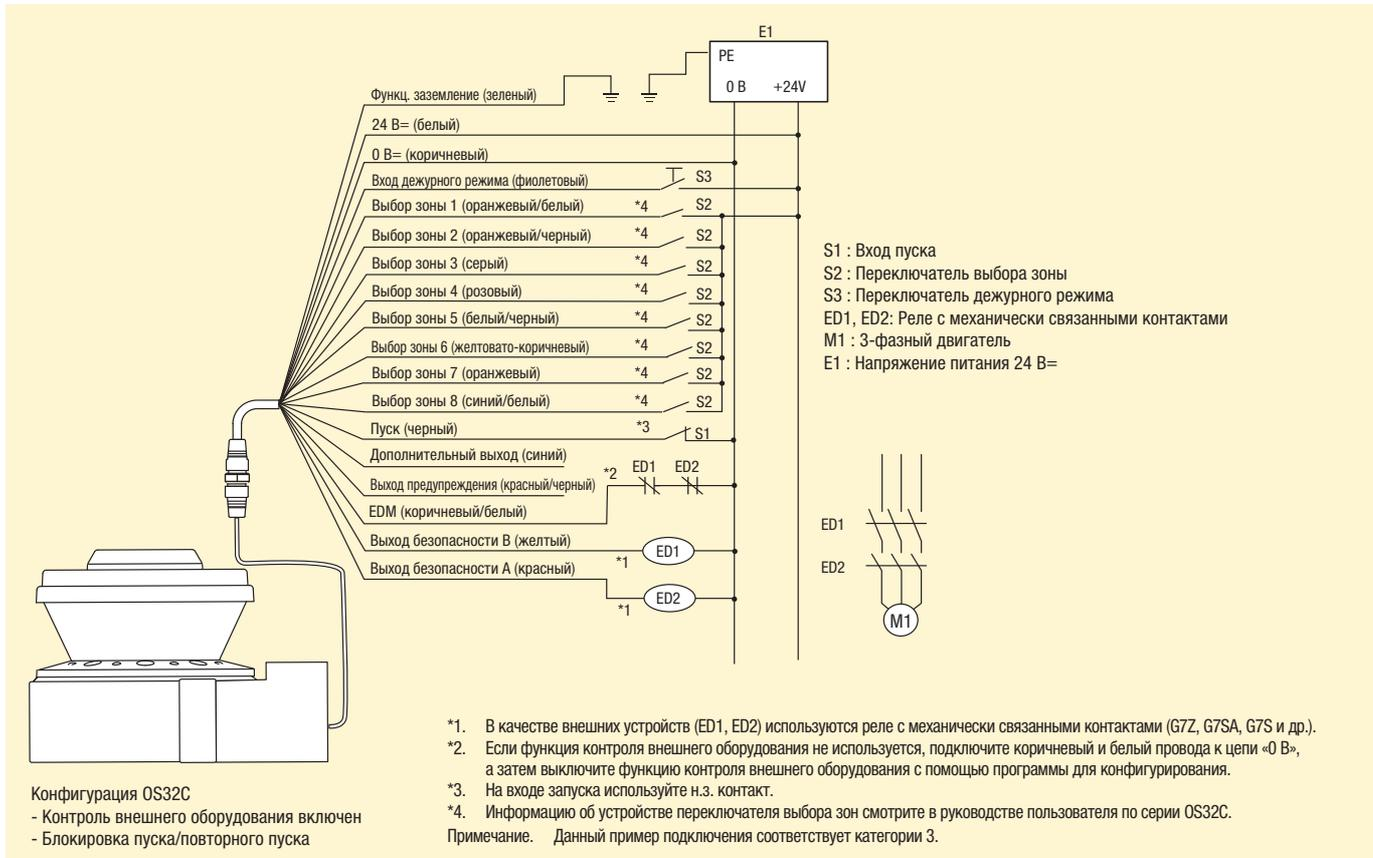 E1
PE
0 В +24V
Функц. заземление (зеленый)
24 В= (белый)
0 В= (коричневый)
Вход дежурного режима (фиолетовый) S3
Выбор зоны 1 (оранжевый/белый) *4 S2
Выбор зоны 2 (оранжевый/черный) *4 S2
Выбор зоны 3 (серый) *4 S2
Выбор зоны 4 (розовый) *4 S2
Выбор зоны 5 (белый/черный) *4 S2
Выбор зоны 6 (желтовато-коричневый) *4 S2
Выбор зоны 7 (оранжевый) *4 S2
Выбор зоны 8 (синий/белый) *4 S2
Пуск (черный) *3 S1
Дополнительный выход (синий)
Выход предупреждения (красный/черный) *2 ED1 ED2
EDM (коричневый/белый)
Выход безопасности B (желтый) *1 ED1
Выход безопасности A (красный) *1 ED2
S1 : Вход пуска
S2 : Переключатель выбора зоны
S3 : Переключатель дежурного режима
ED1, ED2: Реле с механически связанными контактами
M1 : 3-фазный двигатель
E1 : Напряжение питания 24 В=
ED1
ED2
M1
Конфигурация OS32C
- Контроль внешнего оборудования включен
- Блокировка пуска/повторного пуска
*1. В качестве внешних устройств (ED1, ED2) используются реле с механически связанными контактами (G7Z, G7SA, G7S и др.).
*2. Если функция контроля внешнего оборудования не используется, подключите коричневый и белый провода к цепи «0 В»,
а затем выключите функцию контроля внешнего оборудования с помощью программы для конфигурирования.
*3. На входе запуска используйте н.з. контакт.
*4. Информацию об устройстве переключателя выбора зон смотрите в руководстве пользователя по серии OS32C.
Примечание. Данный пример подключения соответствует категории 3.